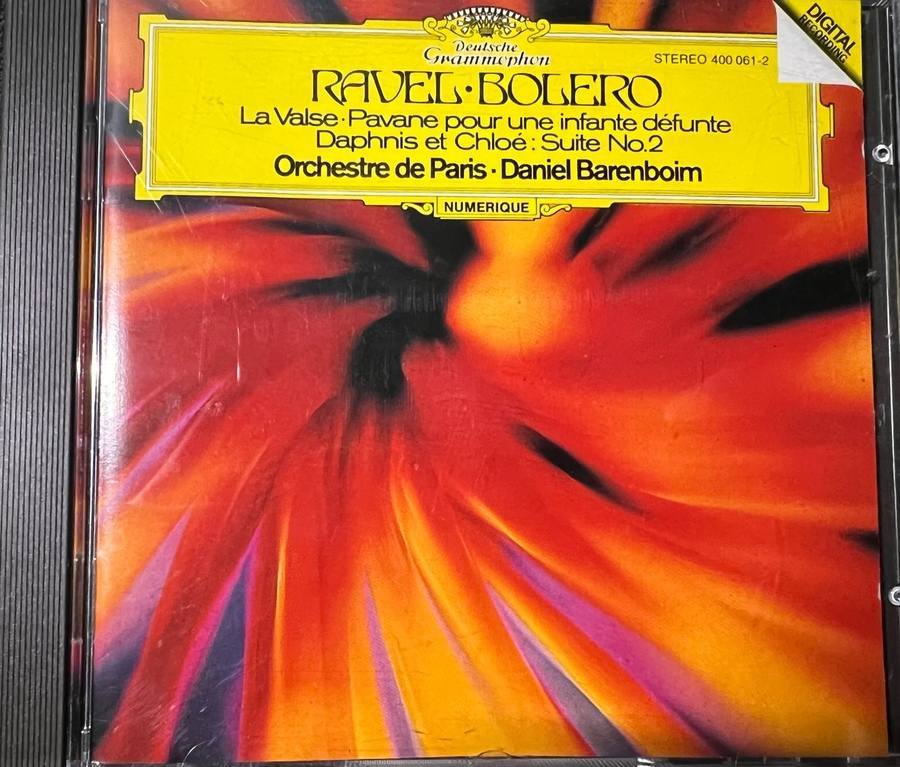 DIGITAL
RECORDING
Deutsche
Grammophon
STEREO 400 061-2
RAVEL·BOLERO
La Valse·Pavane pour une infante défunte
Daphnis et Chloé: Suite No.2
Orchestre de Paris·Daniel Barenboim
NUMERIQUE